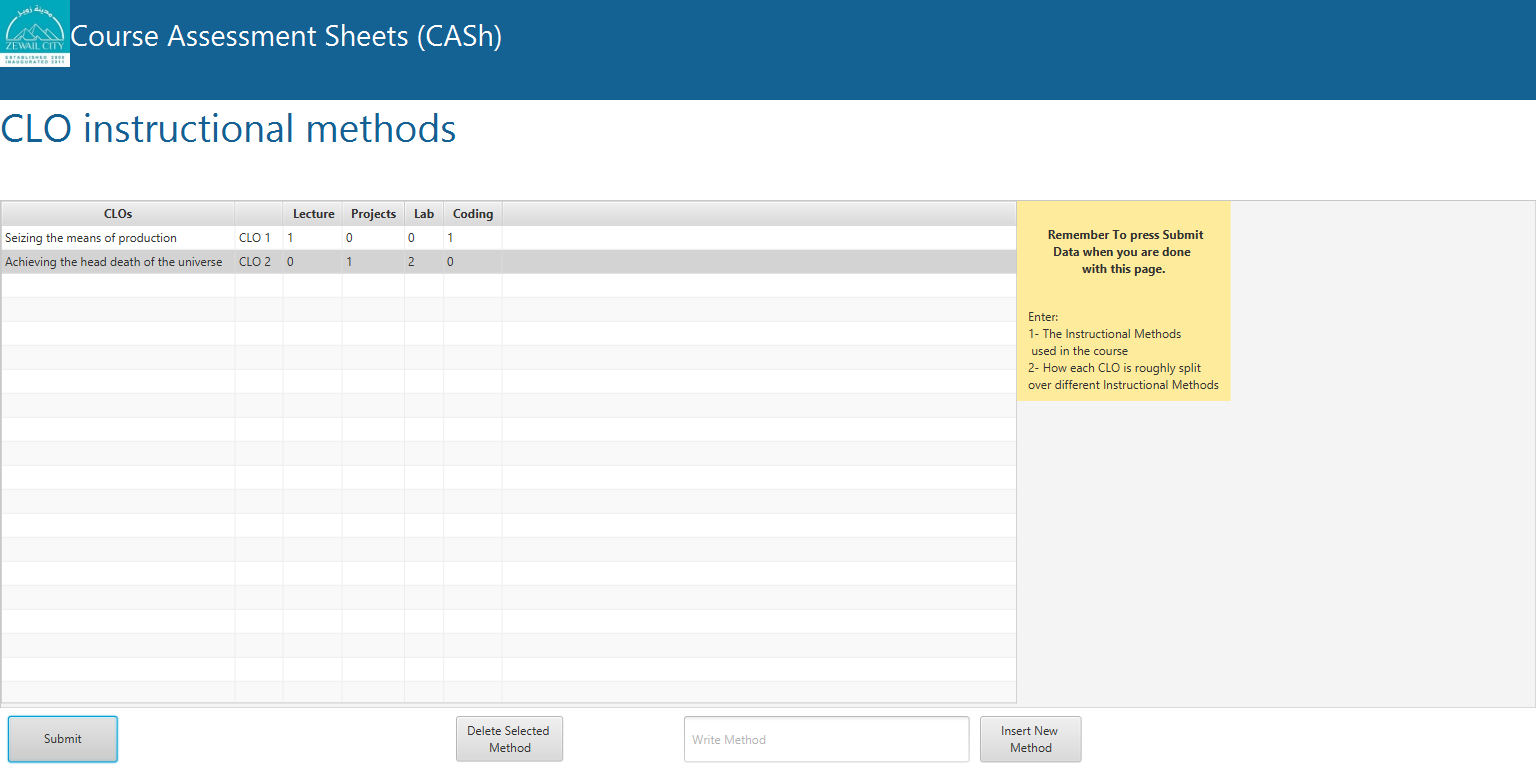 مدينة زويل
ZEWAIL CITY
ESTABLISHED 2000
INAUGURATED 2011
Course Assessment Sheets (CASh)
CLO instructional methods
CLOs Lecture Projects Lab Coding
Seizing the means of production CLO 1 1 0 0 1
Achieving the head death of the universe CLO 2 0 1 2 0
Remember To press Submit
Data when you are done
with this page.
Enter:
1- The Instructional Methods
used in the course
2- How each CLO is roughly split
over different Instructional Methods
Submit
Delete Selected
Method
Write Method
Insert New
Method